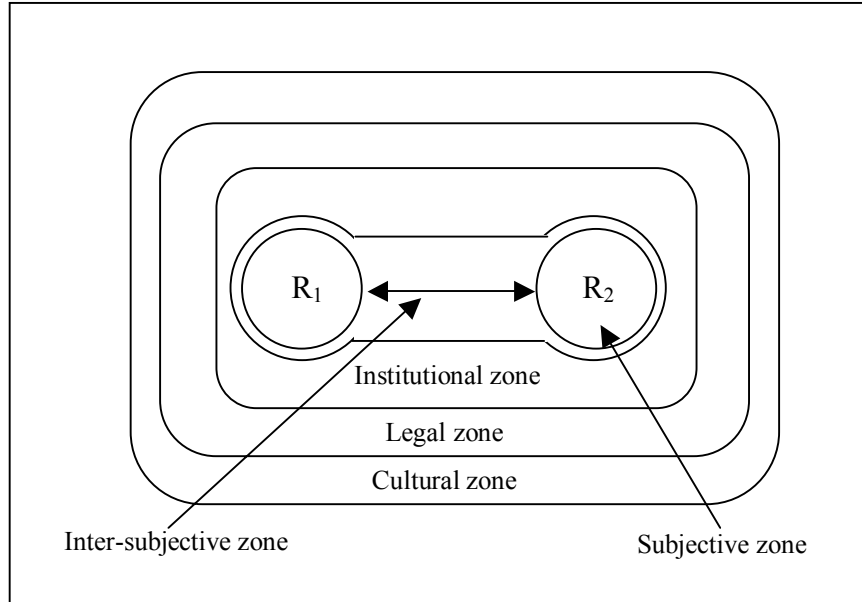 R₁
R₂
Institutional zone
Legal zone
Cultural zone
Inter-subjective zone
Subjective zone